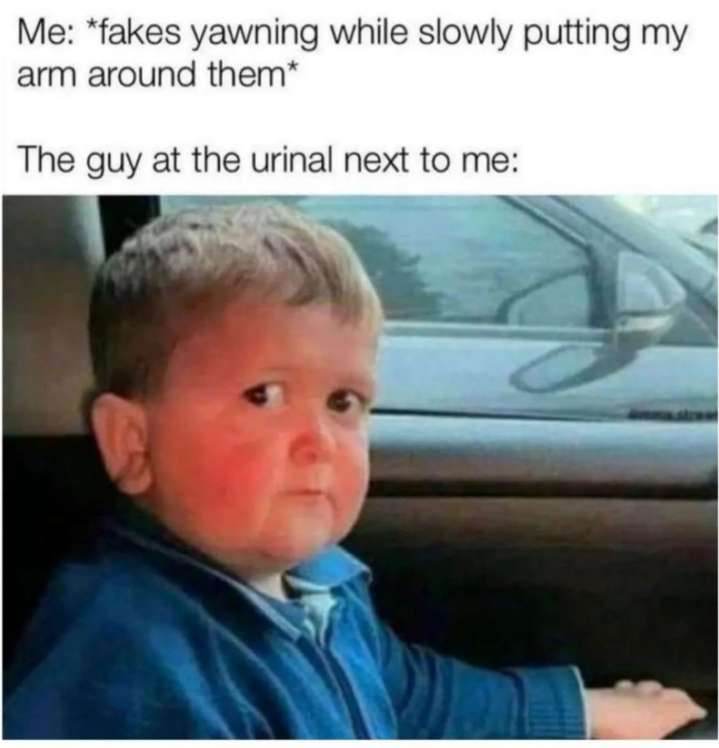 Me: *fakes yawning while slowly putting my
arm around them*
The guy at the urinal next to me: